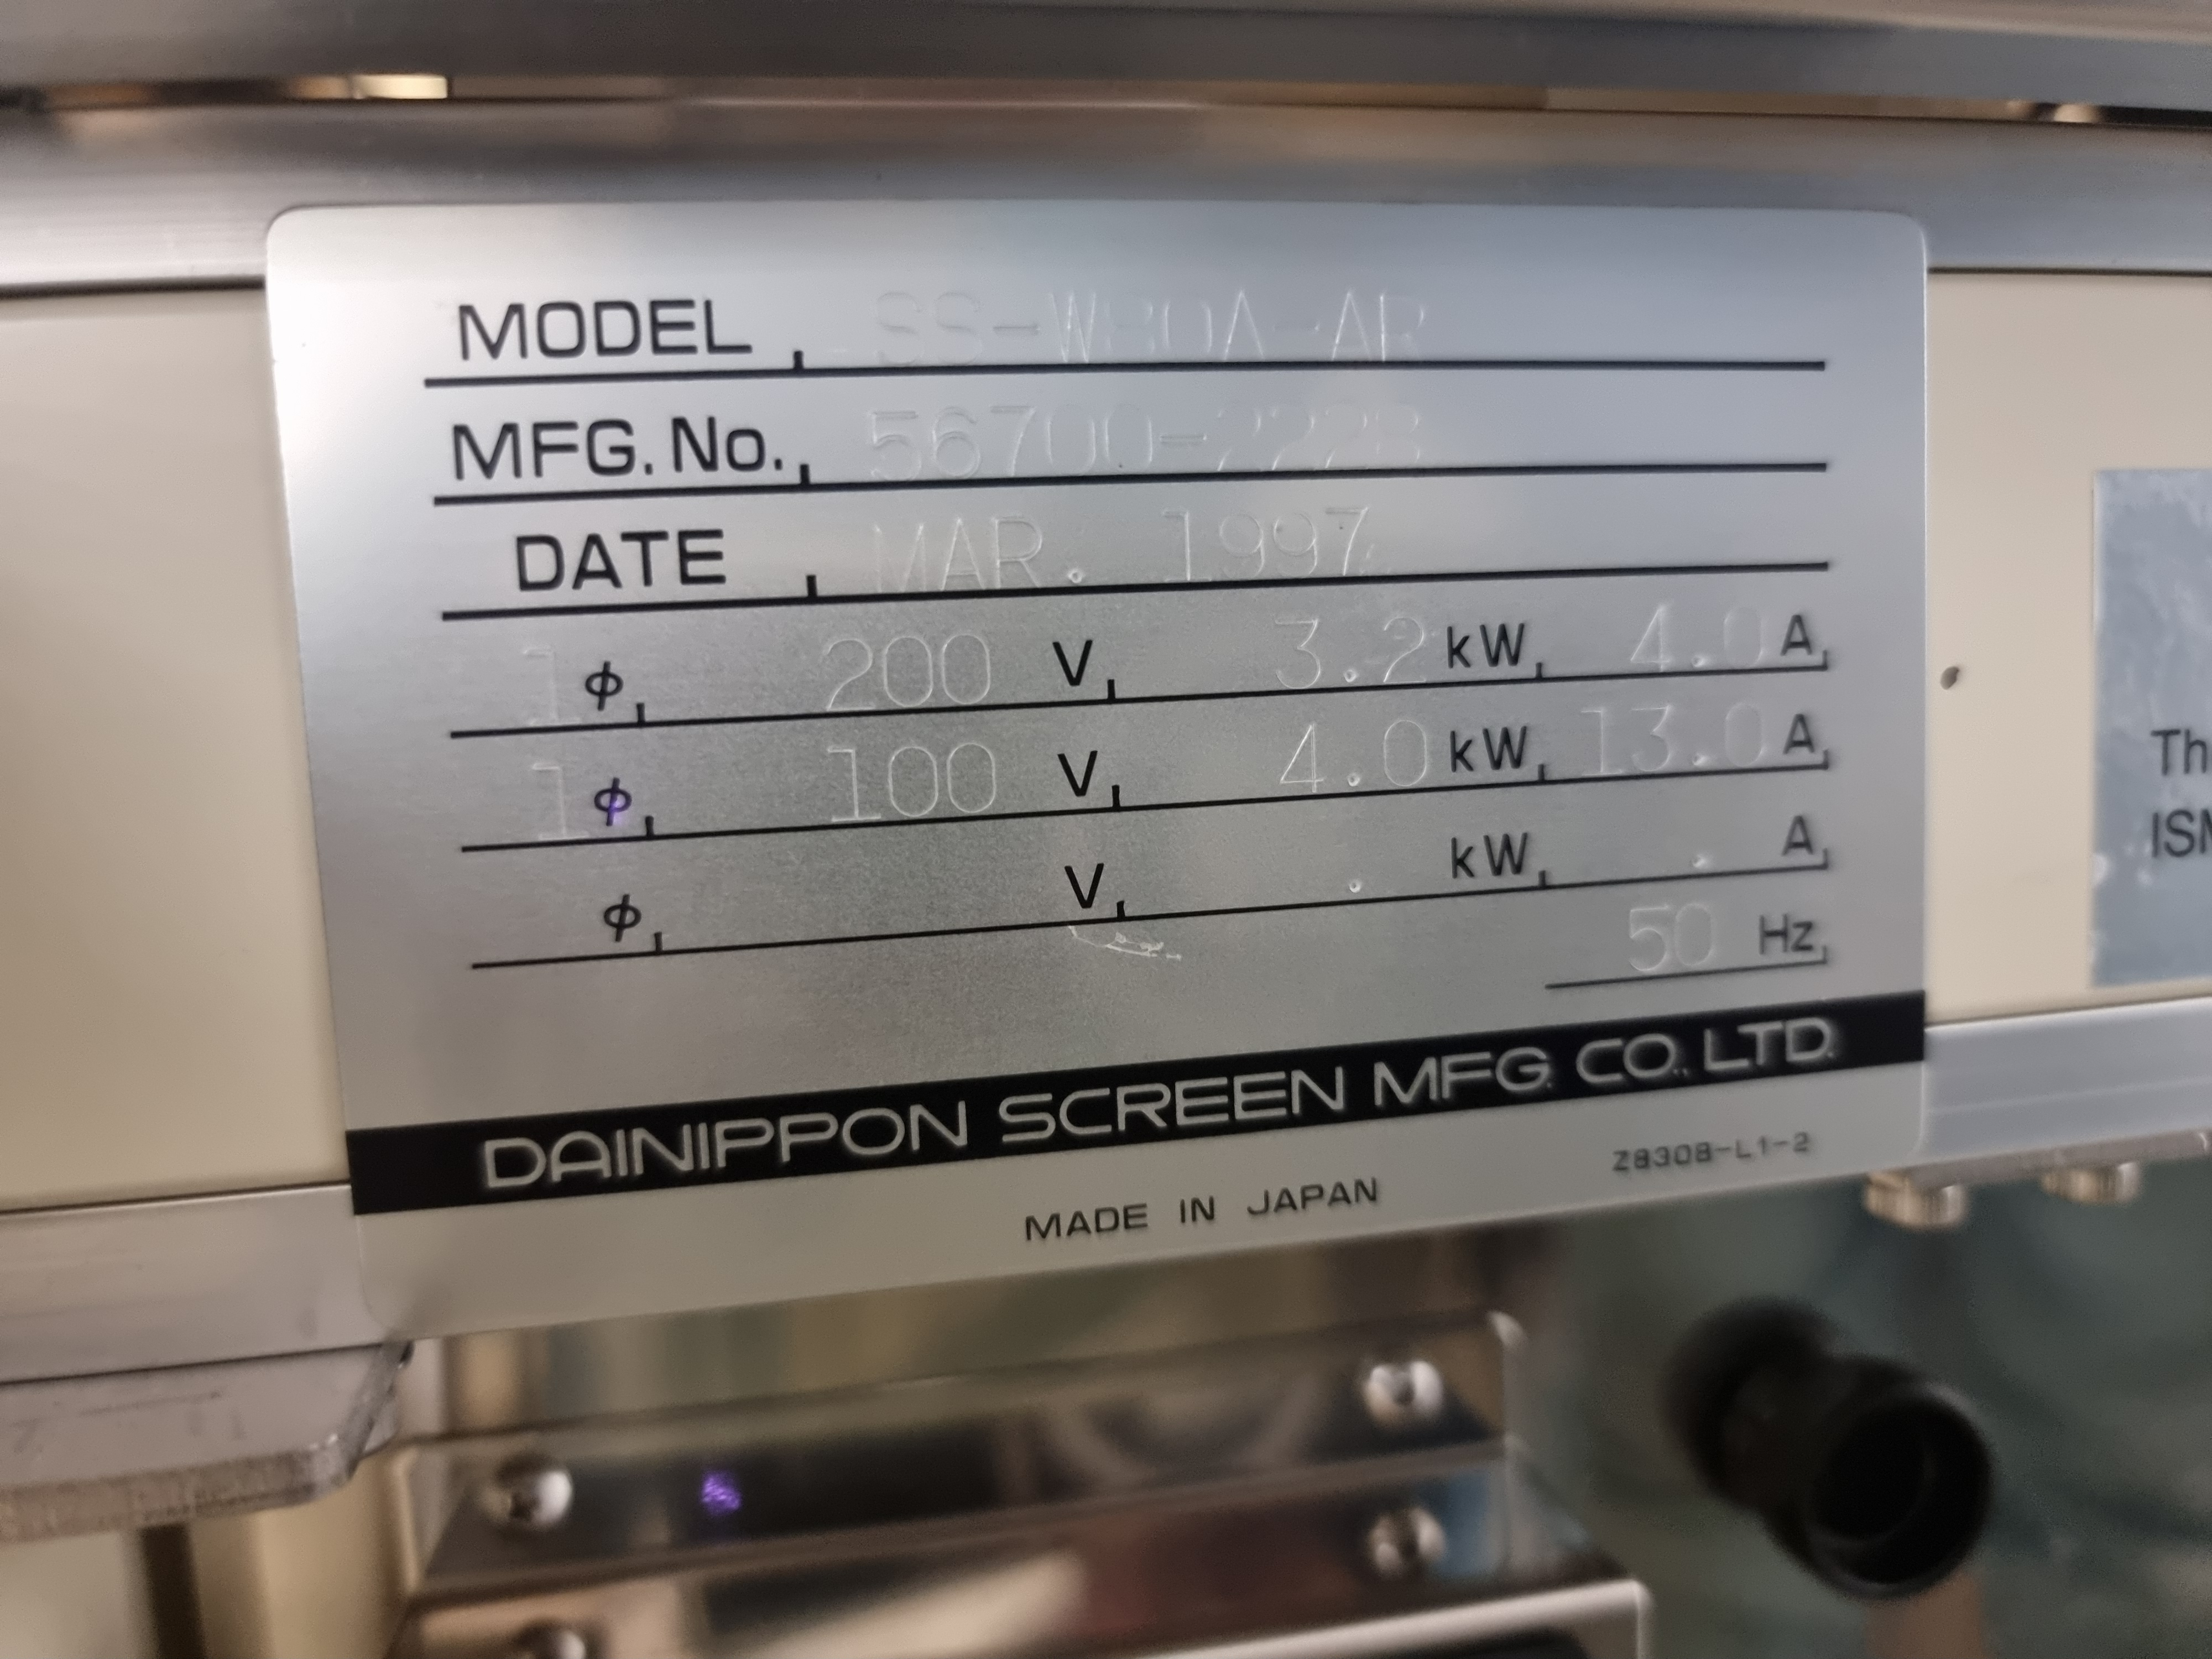 MODEL SS-W80A-AR
MFG. No. 56700-2228
DATE MAR. 1997
1 φ 200 V 3.2 kW 4.0 A
1 φ 100 V 4.0 kW 13.0 A
φ V . kW . A
50 Hz
DAINIPPON SCREEN MFG. CO., LTD.
MADE IN JAPAN
Z8308-L1-2
Th
ISM